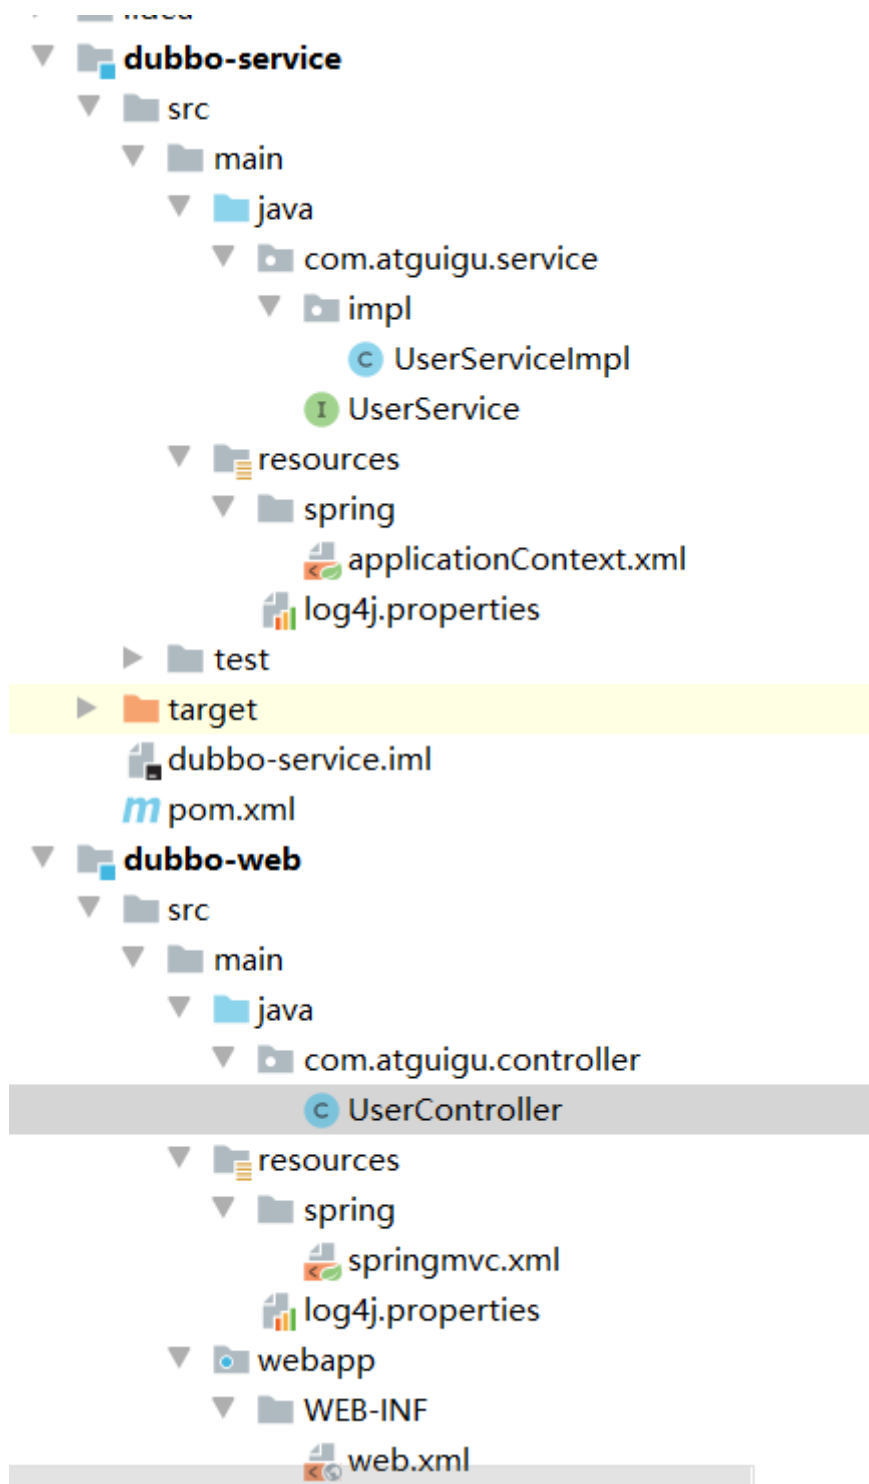 dubbo-service
src
main
java
com.atguigu.service
impl
C UserServiceImpl
I UserService
resources
spring
applicationContext.xml
log4j.properties
test
target
dubbo-service.iml
m pom.xml
dubbo-web
src
main
java
com.atguigu.controller
C UserController
resources
spring
springmvc.xml
log4j.properties
webapp
WEB-INF
web.xml